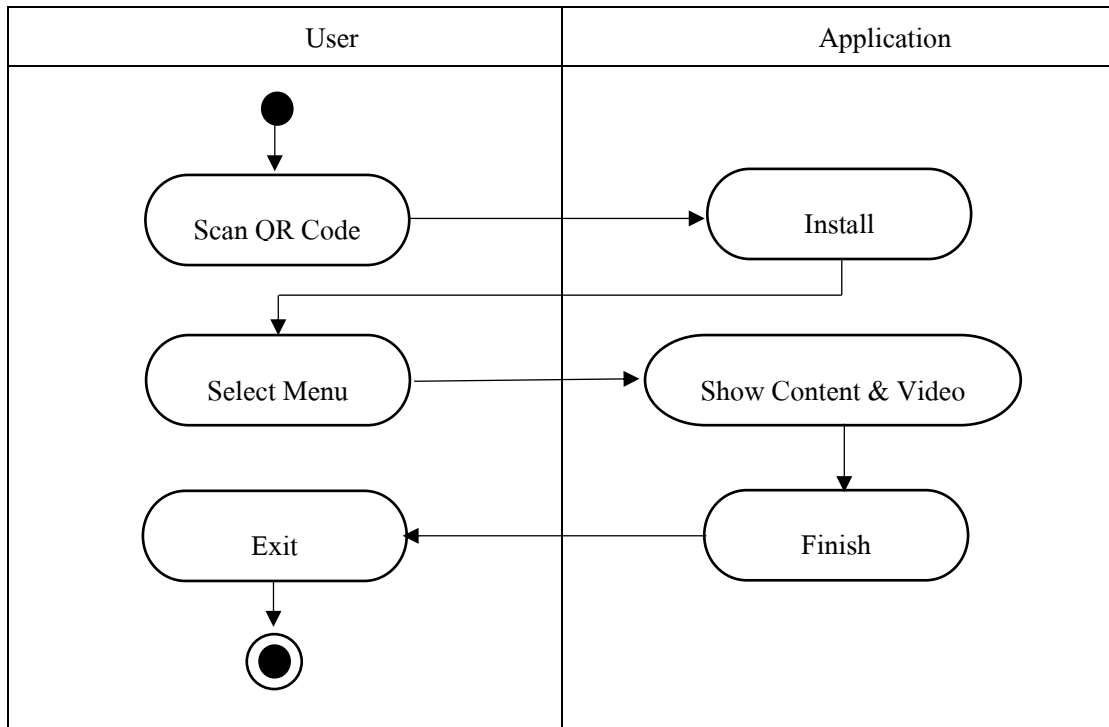 User
Application
Scan QR Code
Install
Select Menu
Show Content & Video
Exit
Finish